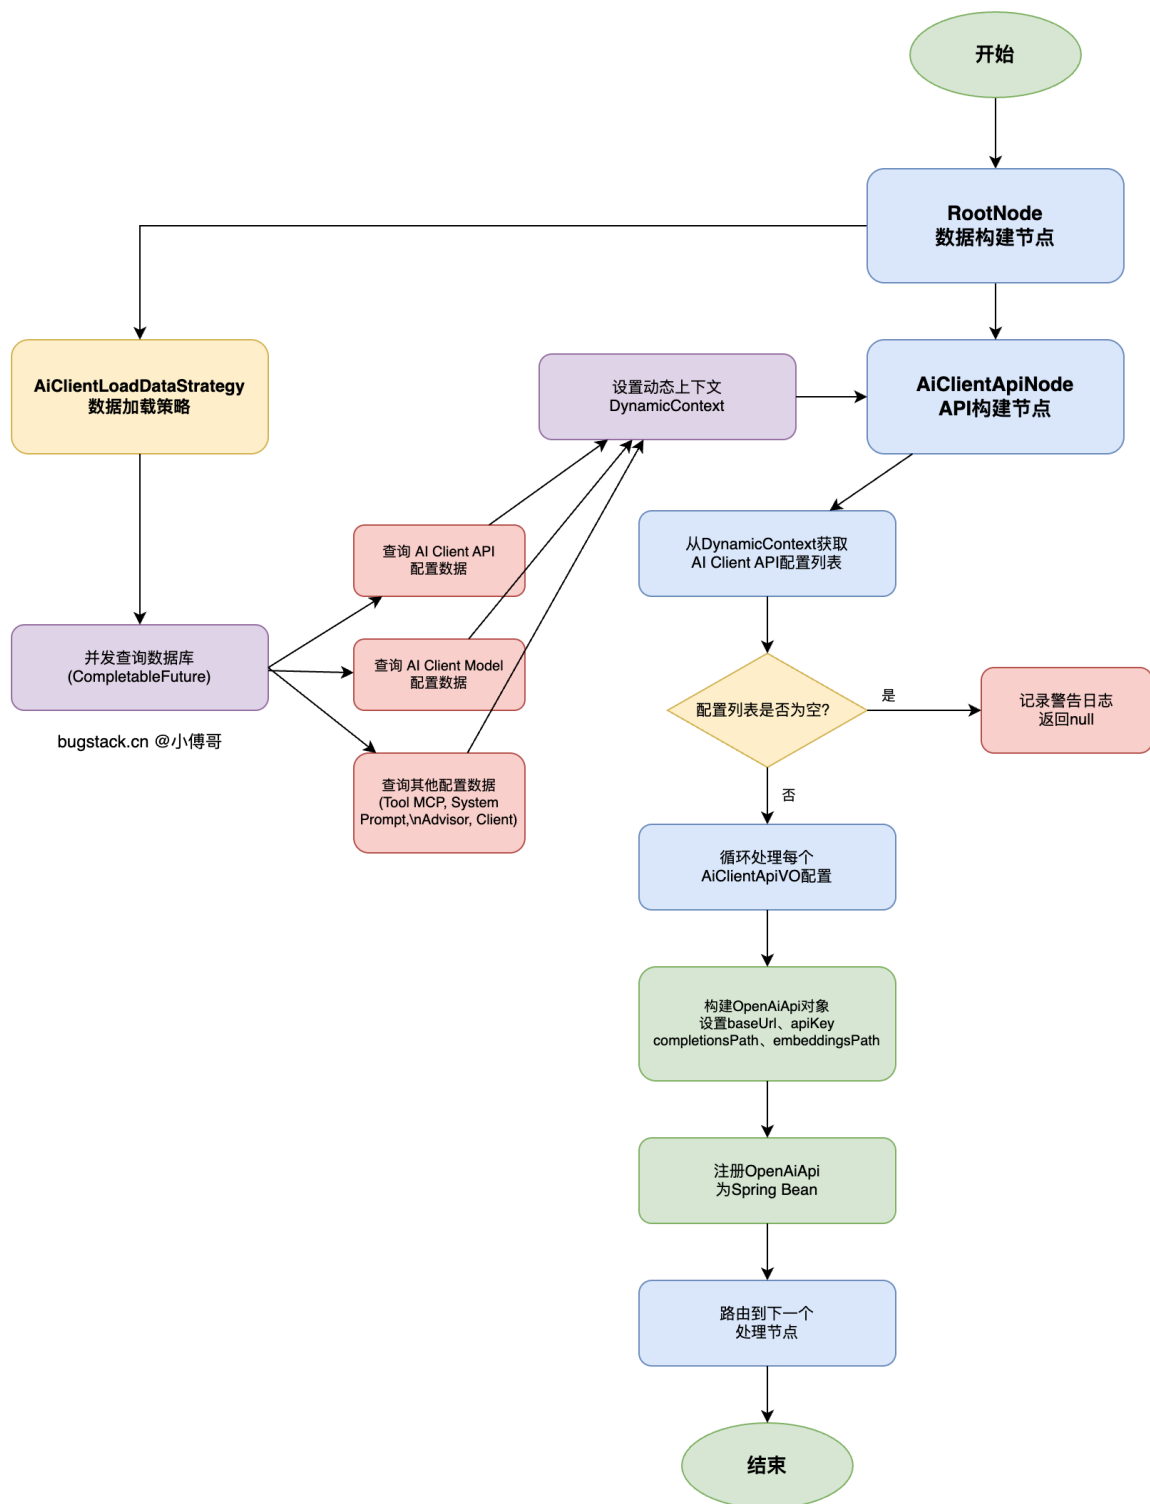 开始
RootNode
数据构建节点
AiClientLoadDataStrategy
数据加载策略
设置动态上下文
DynamicContext
AiClientApiNode
API构建节点
查询 AI Client API
配置数据
从DynamicContext获取
AI Client API配置列表
并发查询数据库
(CompletableFuture)
查询 AI Client Model
配置数据
配置列表是否为空?
是
记录警告日志
返回null
bugstack.cn @小傅哥
查询其他配置数据
(Tool MCP, System
Prompt,\nAdvisor, Client)
否
循环处理每个
AiClientApiVO配置
构建OpenAiApi对象
设置baseUrl、apiKey
completionsPath、embeddingsPath
注册OpenAiApi
为Spring Bean
路由到下一个
处理节点
结束